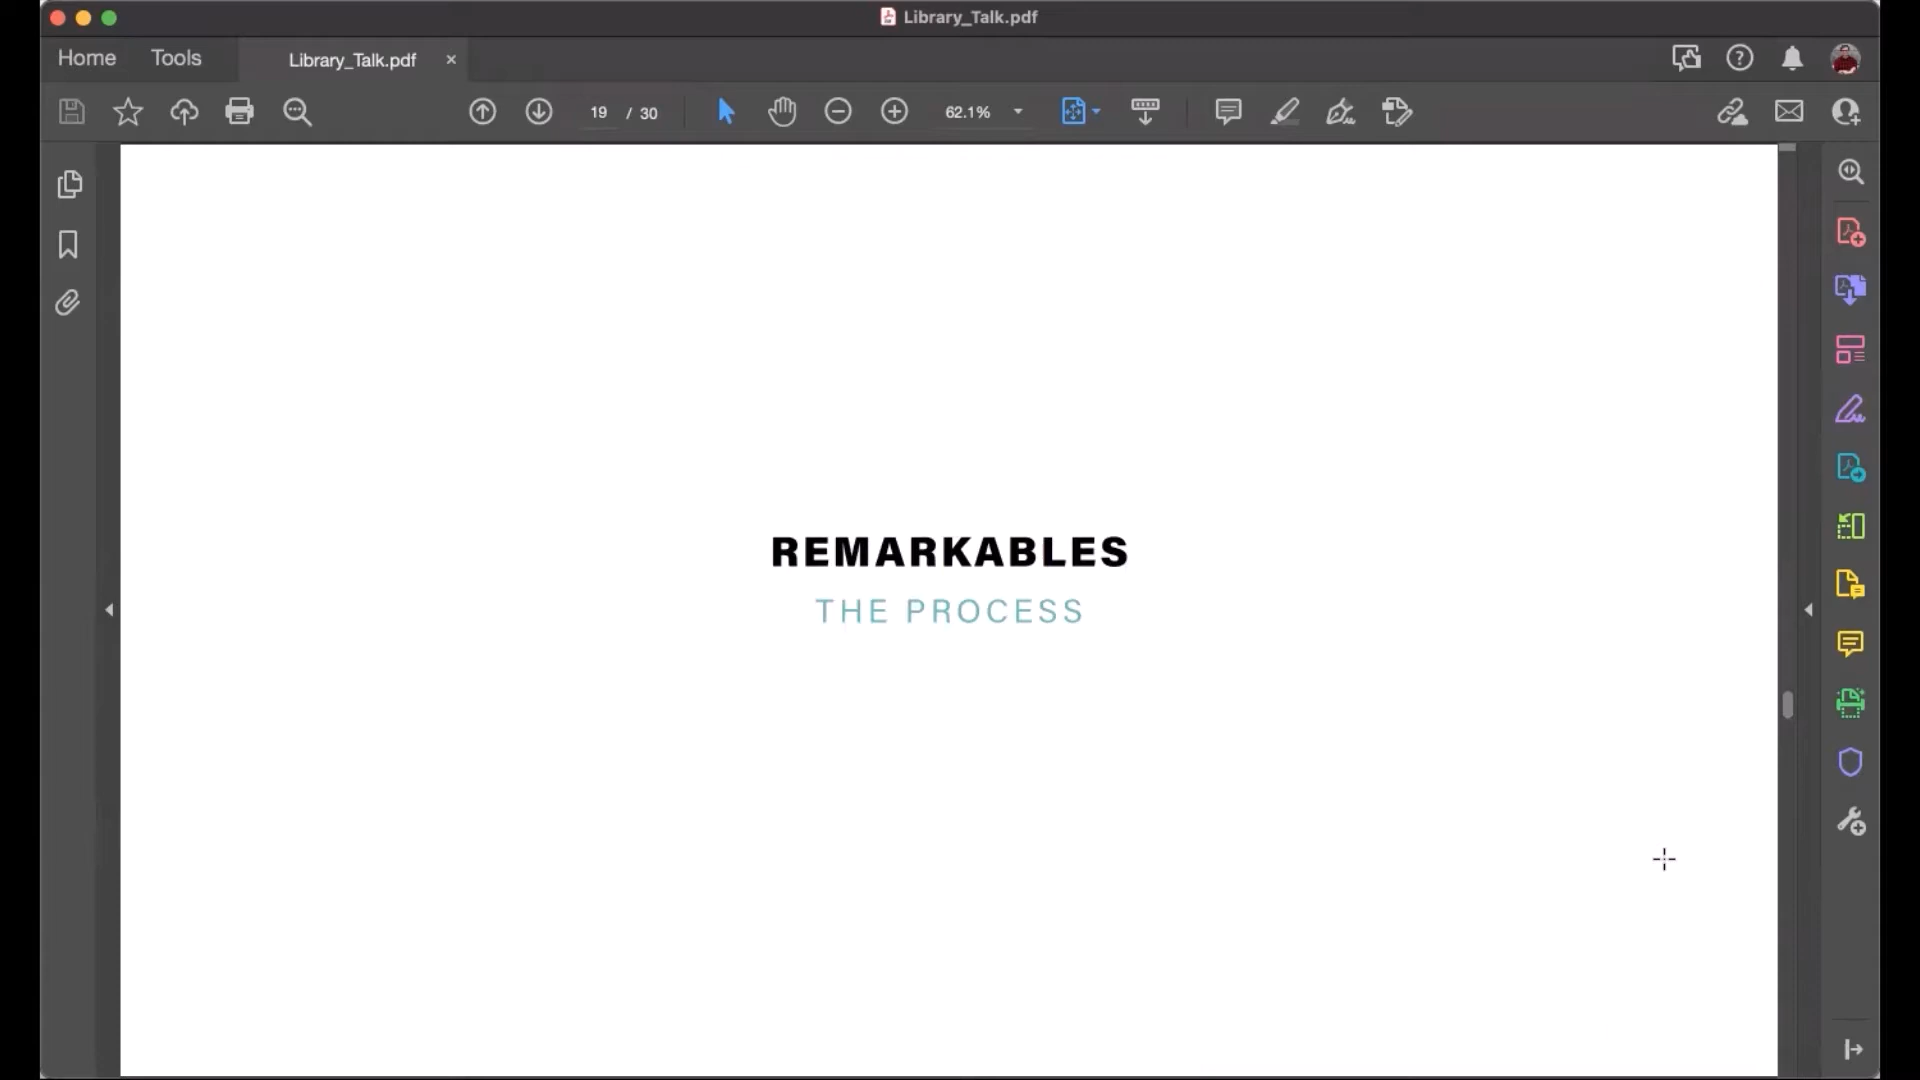 Library_Talk.pdf
Home Tools Library_Talk.pdf ×
19 / 30 62.1%
REMARKABLES
THE PROCESS